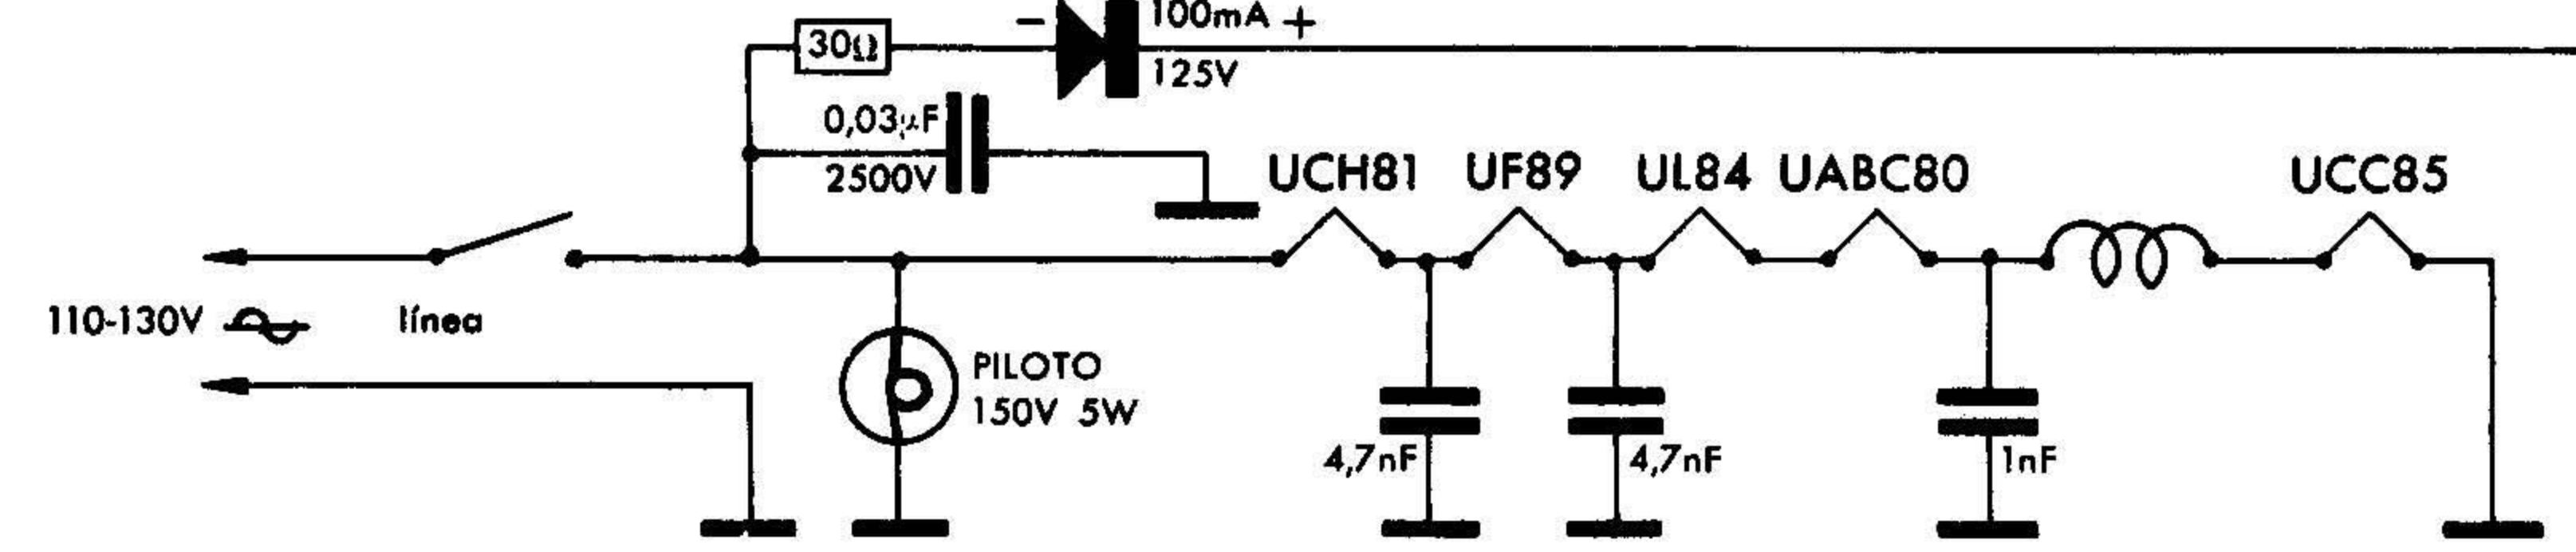 100mA +
30Ω
−
125V
0,03µF
2500V
UCH81 UF89 UL84 UABC80 UCC85
110-130V línea
PILOTO
150V 5W
4,7nF 4,7nF 1nF